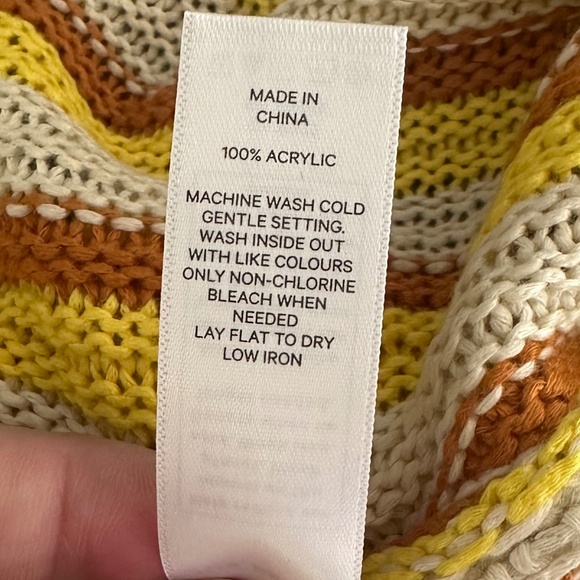 MADE IN
CHINA
100% ACRYLIC
MACHINE WASH COLD
GENTLE SETTING.
WASH INSIDE OUT
WITH LIKE COLOURS
ONLY NON-CHLORINE
BLEACH WHEN
NEEDED
LAY FLAT TO DRY
LOW IRON